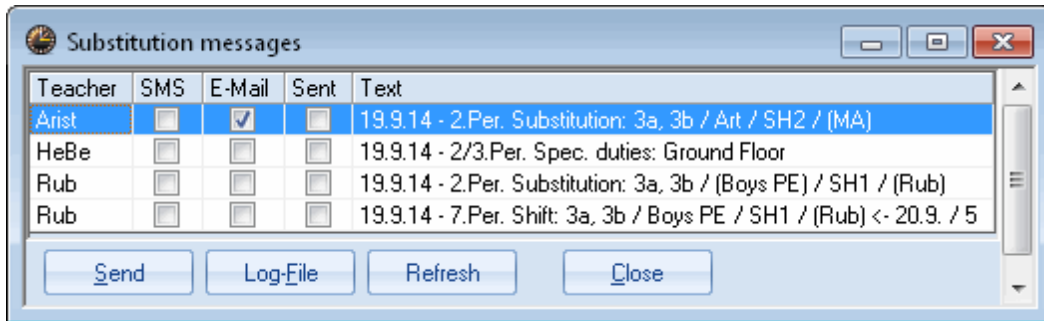 Substitution messages
Teacher SMS E-Mail Sent Text
Arist 19.9.14 - 2.Per. Substitution: 3a, 3b / Art / SH2 / (MA)
HeBe 19.9.14 - 2/3.Per. Spec. duties: Ground Floor
Rub 19.9.14 - 2.Per. Substitution: 3a, 3b / (Boys PE) / SH1 / (Rub)
Rub 19.9.14 - 7.Per. Shift: 3a, 3b / Boys PE / SH1 / (Rub) <- 20.9. / 5
Send Log-File Refresh Close